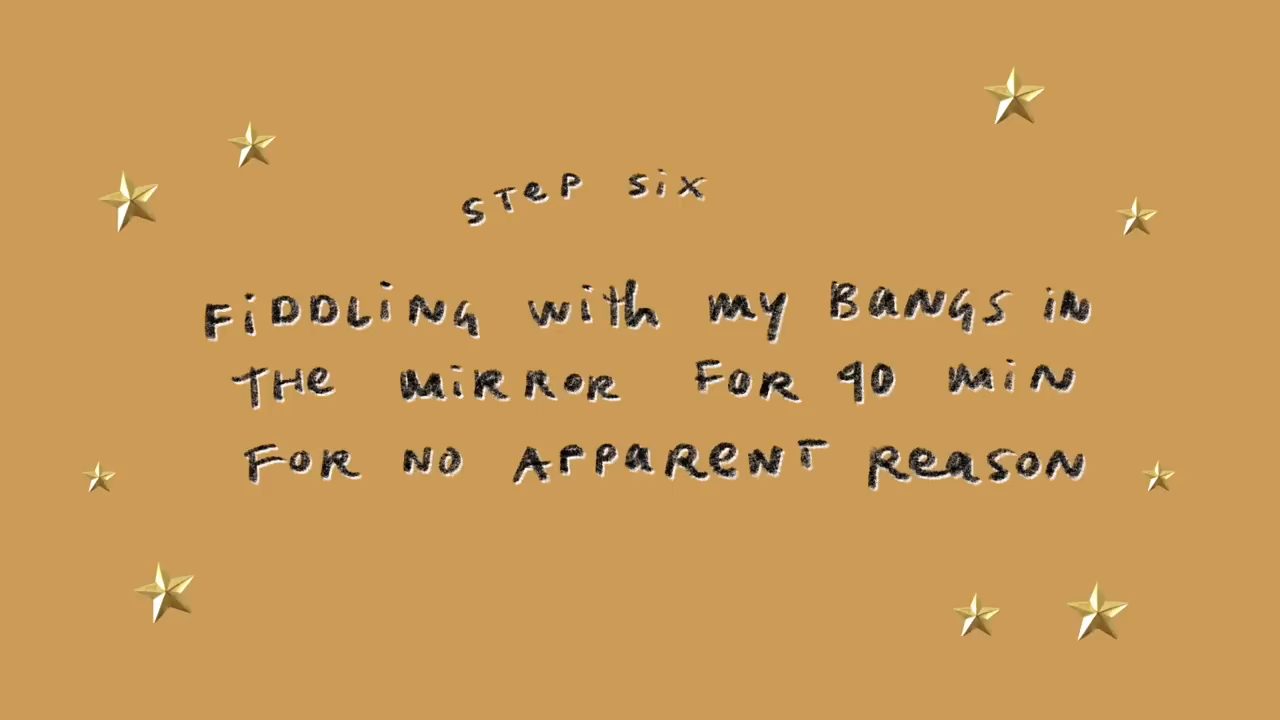 STeP Six
FiDDLiNG with my BaNGS iN
THe MiRROR FOR 90 MiN
FOR NO APPaReNT ReasoN